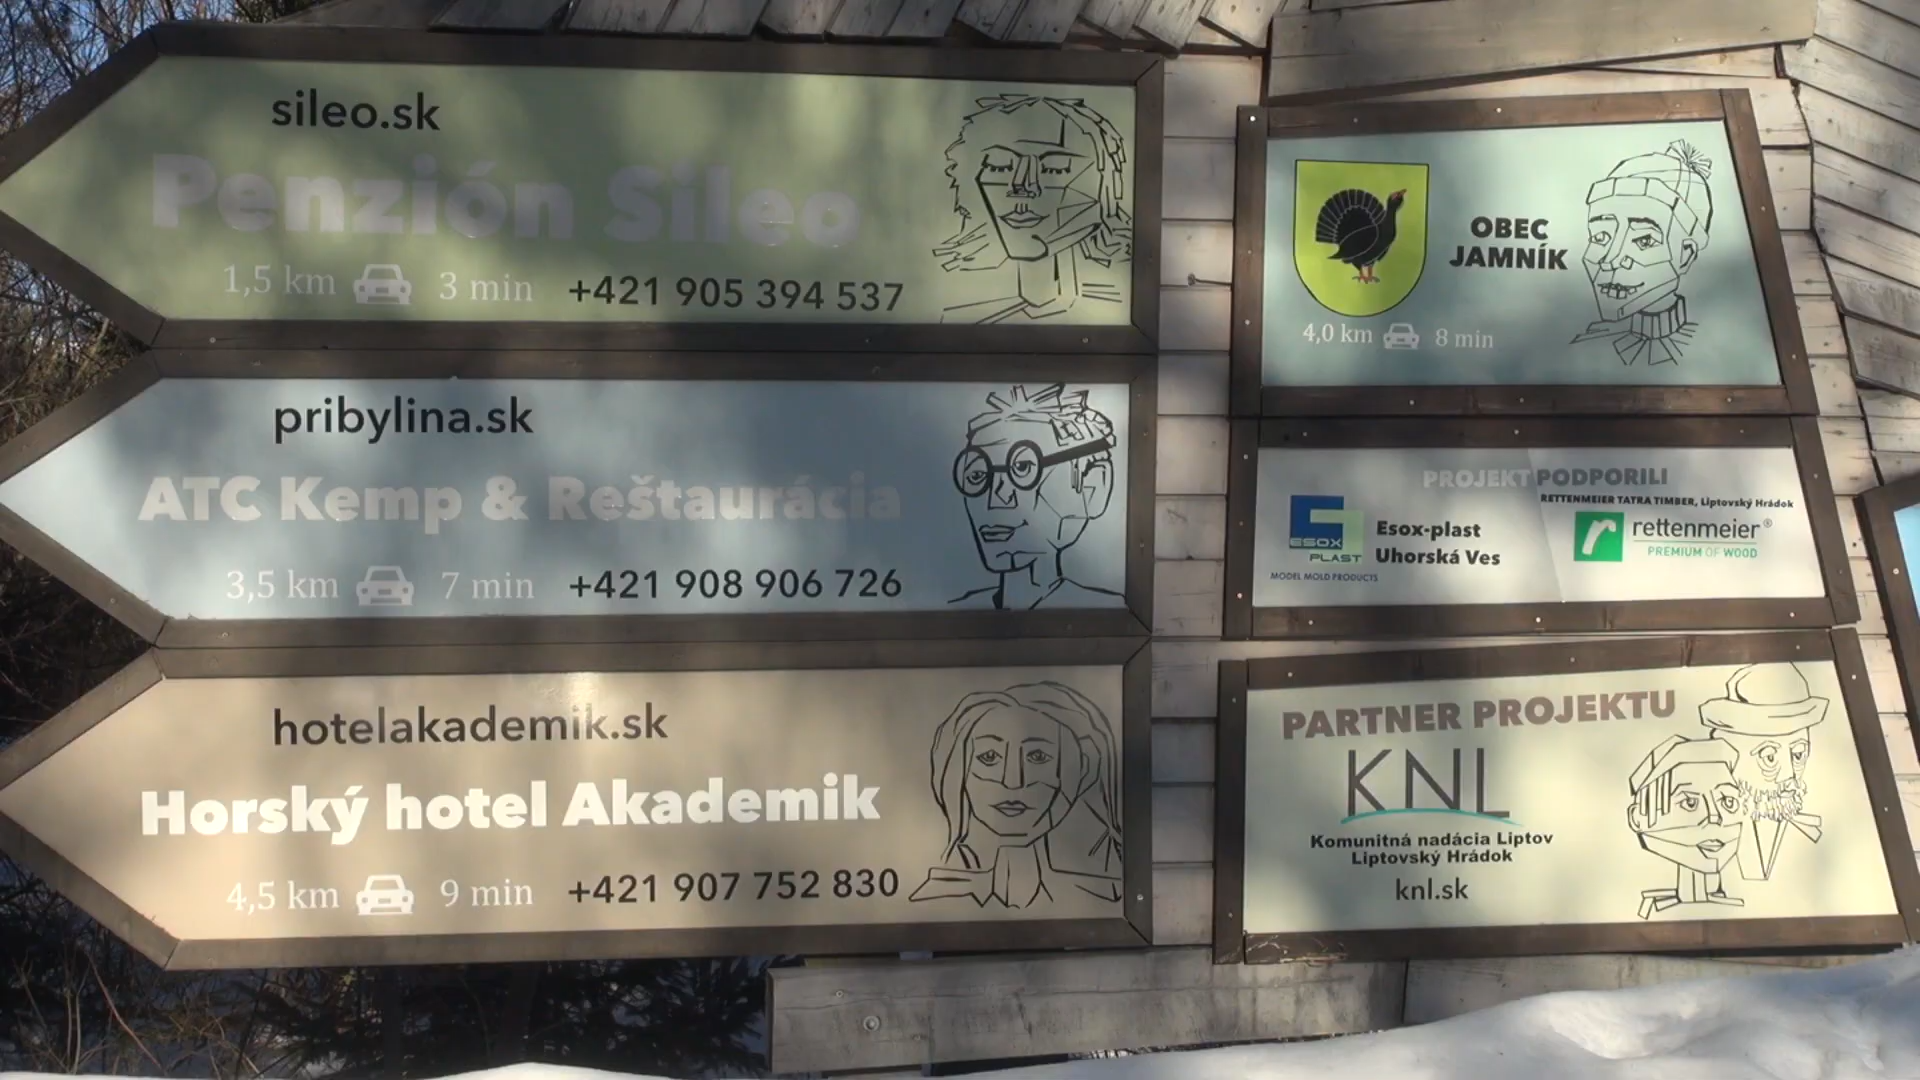 sileo.sk
Penzión Sileo
1,5 km 3 min +421 905 394 537
pribylina.sk
ATC Kemp & Reštaurácia
3,5 km 7 min +421 908 906 726
hotelakademik.sk
Horský hotel Akademik
4,5 km 9 min +421 907 752 830
OBEC
JAMNÍK
4,0 km 8 min
PROJEKT PODPORILI
ESOX
PLAST
MODEL MOLD PRODUCTS
Esox-plast
Uhorská Ves
RETTENMEIER TATRA TIMBER, Liptovský Hrádok
r rettenmeier®
PREMIUM OF WOOD
PARTNER PROJEKTU
KNL
Komunitná nadácia Liptov
Liptovský Hrádok
knl.sk